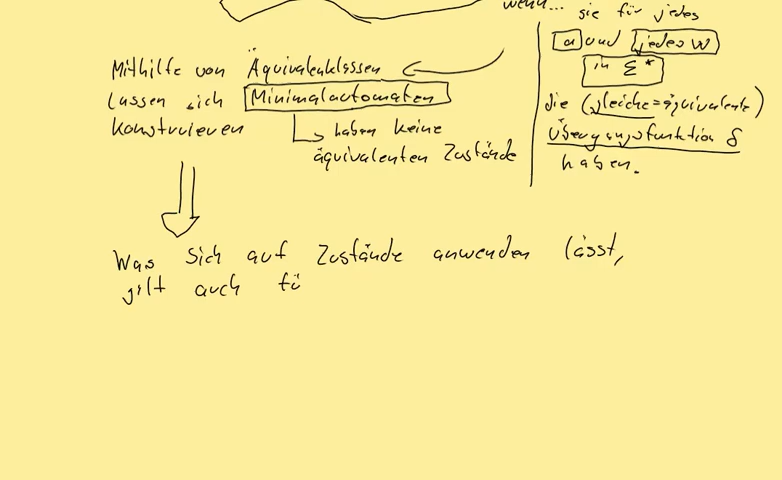 wenn...
sie für jedes
a und jedes w
in Σ*
die (gleiche=äquivalente)
Übergangsfunktion δ
haben.
Mithilfe von Äquivalenklassen
lassen sich Minimalautomaten
konstruieren
haben keine
äquivalenten Zustände
Was sich auf Zustände anwenden lässt,
gilt auch fü